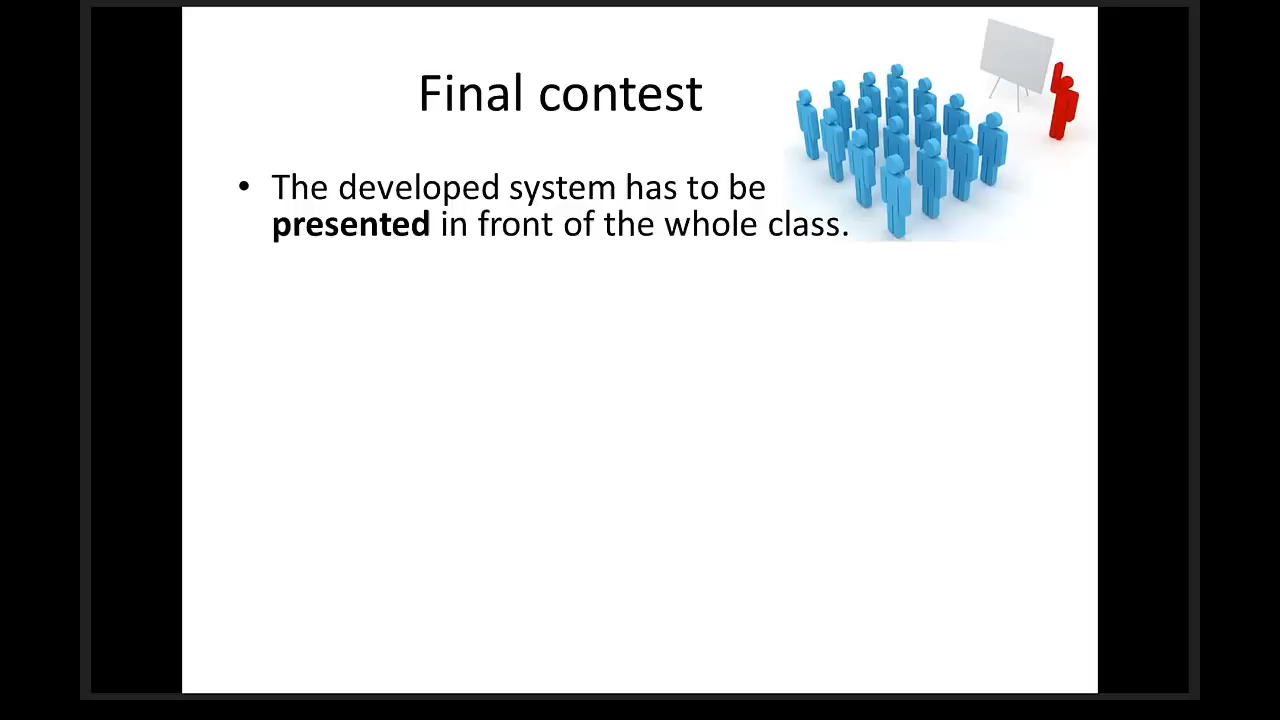 Final contest
• The developed system has to be
presented in front of the whole class.